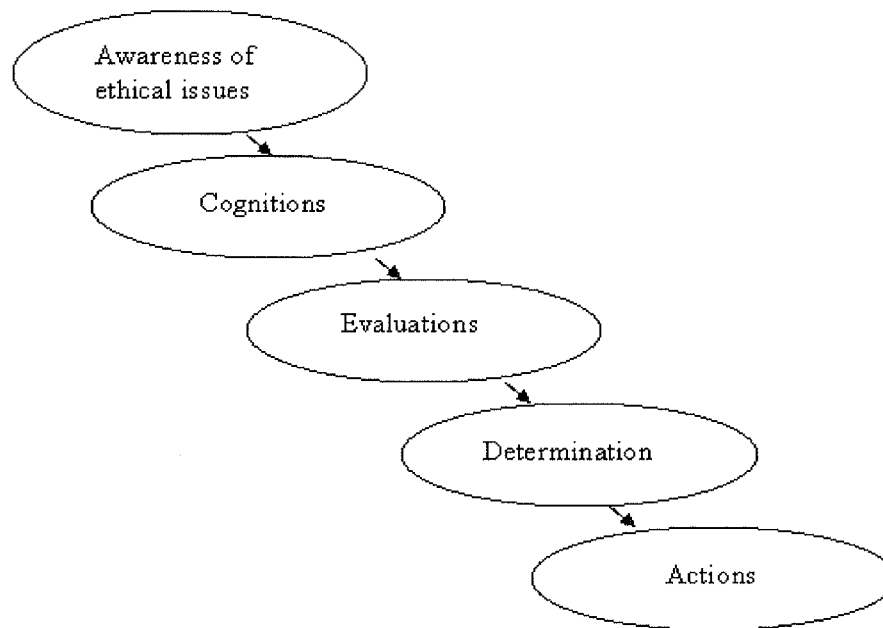 Awareness of
ethical issues
Cognitions
Evaluations
Determination
Actions